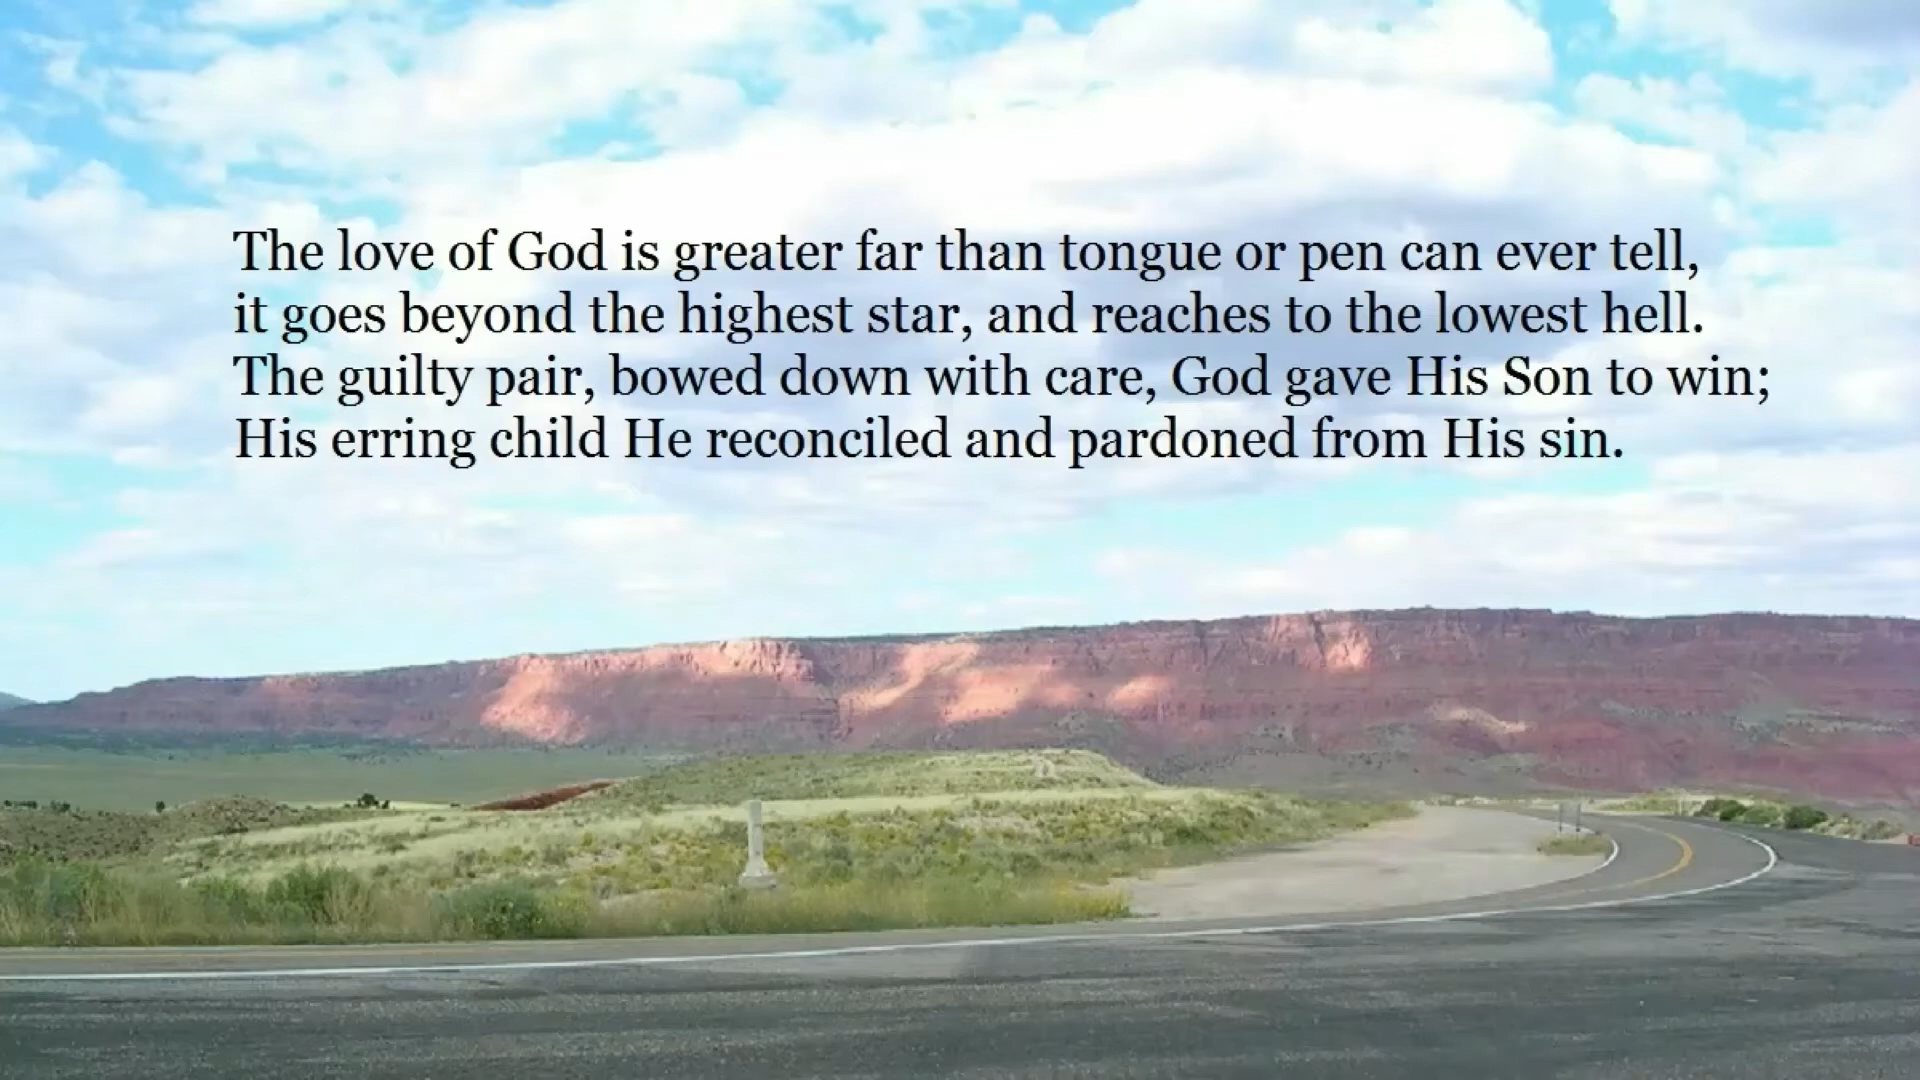 The love of God is greater far than tongue or pen can ever tell,
it goes beyond the highest star, and reaches to the lowest hell.
The guilty pair, bowed down with care, God gave His Son to win;
His erring child He reconciled and pardoned from His sin.